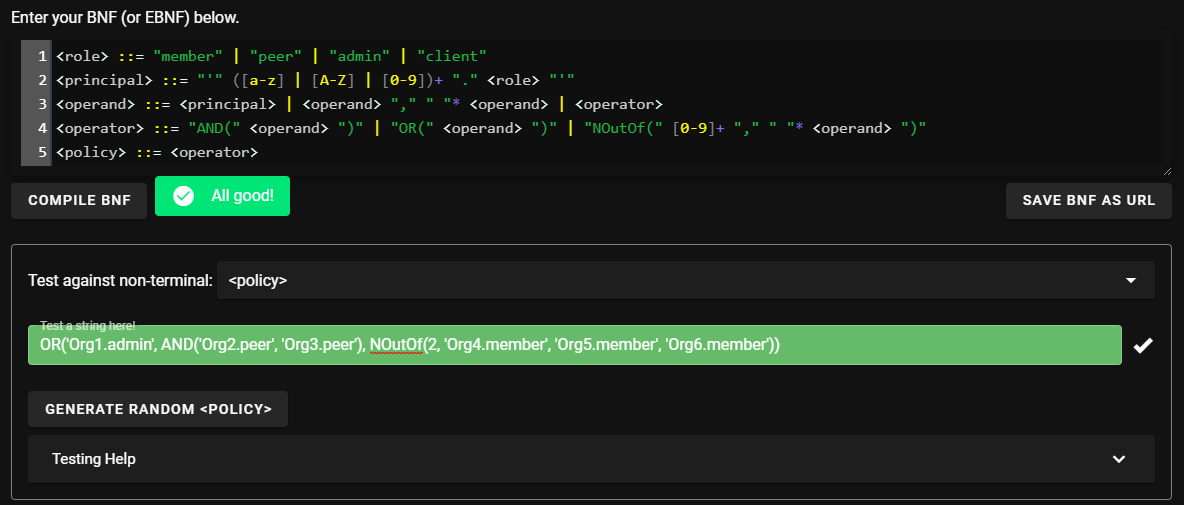 Enter your BNF (or EBNF) below.
1 <role> ::= "member" | "peer" | "admin" | "client"
2 <principal> ::= "'" ([a-z] | [A-Z] | [0-9])+ "." <role> "'"
3 <operand> ::= <principal> | <operand> "," " "* <operand> | <operator>
4 <operator> ::= "AND(" <operand> ")" | "OR(" <operand> ")" | "NOutOf(" [0-9]+ "," " "* <operand> ")"
5 <policy> ::= <operator>
COMPILE BNF
All good!
SAVE BNF AS URL
Test against non-terminal: <policy>
Test a string here!
OR('Org1.admin', AND('Org2.peer', 'Org3.peer'), NOutOf(2, 'Org4.member', 'Org5.member', 'Org6.member'))
GENERATE RANDOM <POLICY>
Testing Help